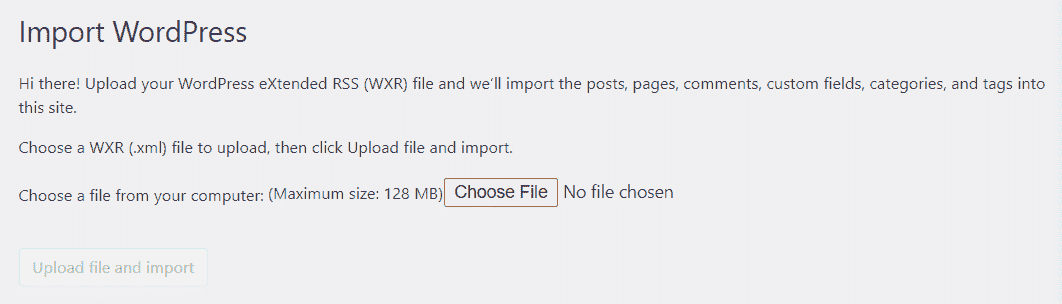 Import WordPress
Hi there! Upload your WordPress eXtended RSS (WXR) file and we'll import the posts, pages, comments, custom fields, categories, and tags into
this site.
Choose a WXR (.xml) file to upload, then click Upload file and import.
Choose a file from your computer: (Maximum size: 128 MB) Choose File No file chosen
Upload file and import